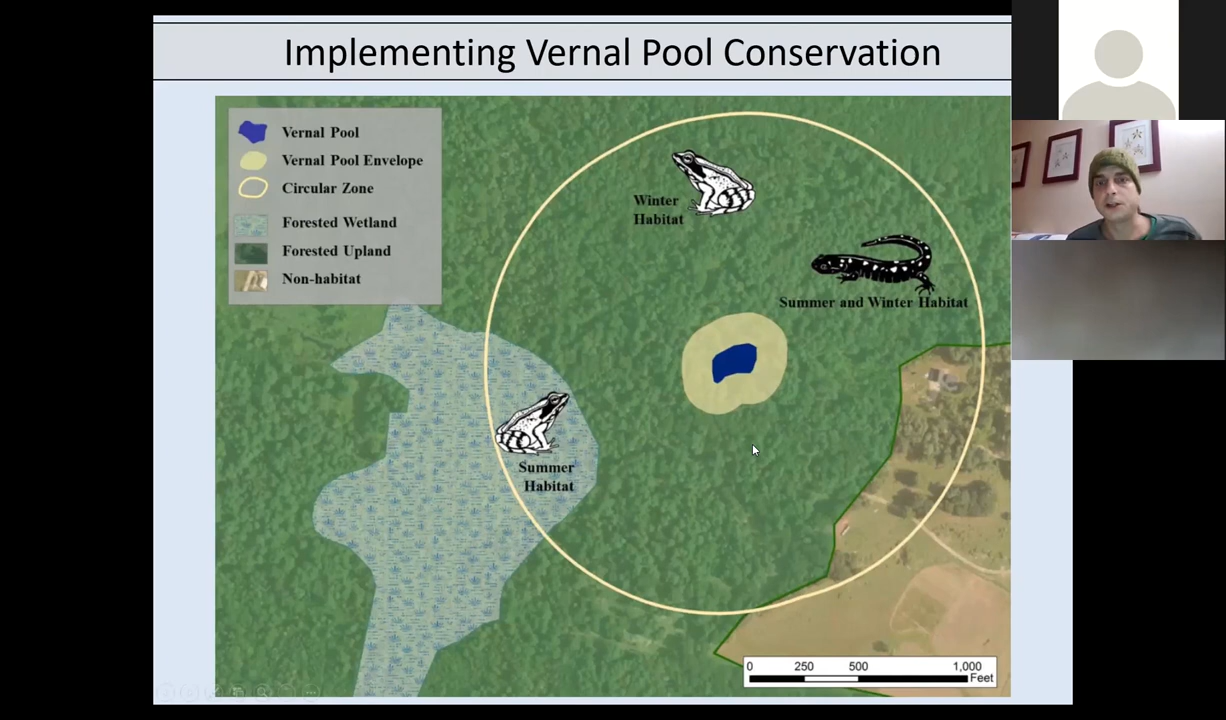 Implementing Vernal Pool Conservation
Vernal Pool
Vernal Pool Envelope
Circular Zone
Forested Wetland
Forested Upland
Non-habitat
Winter
Habitat
Summer and Winter Habitat
Summer
Habitat
0 250 500 1,000
Feet